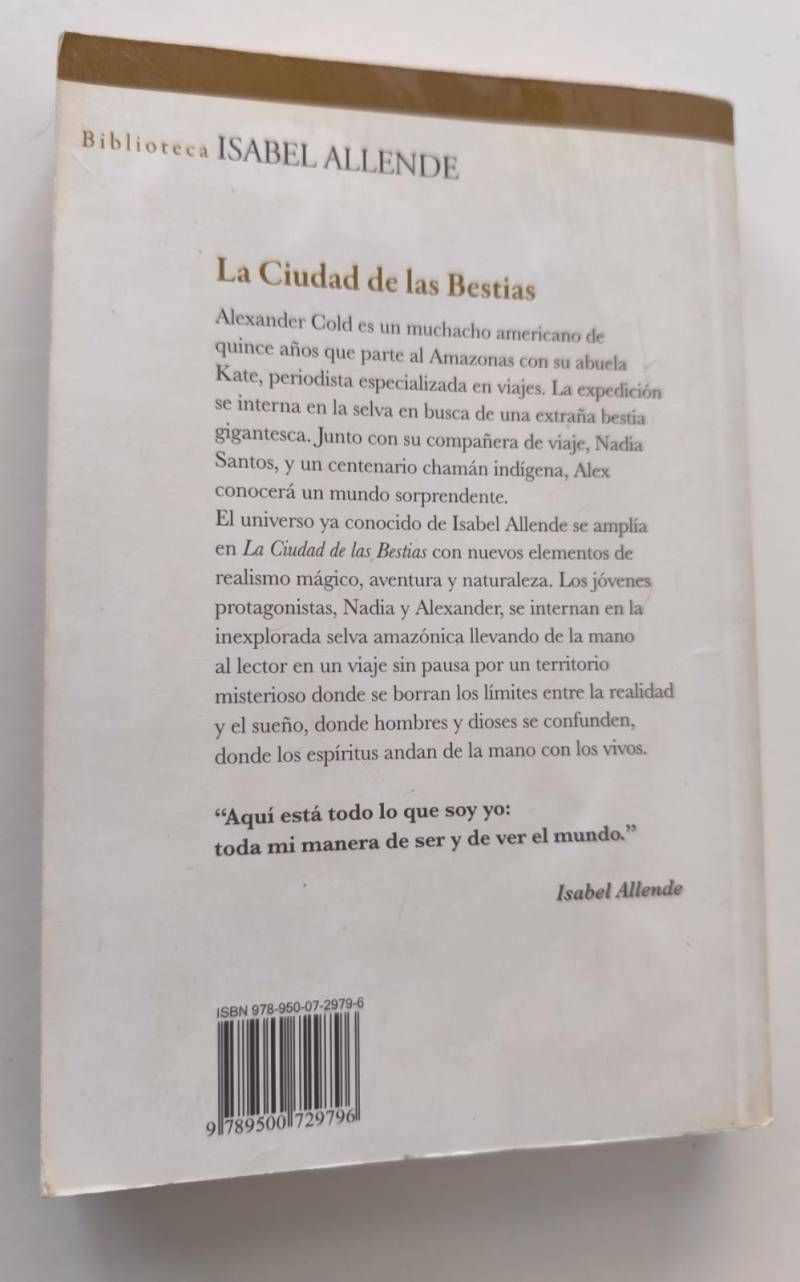 Biblioteca ISABEL ALLENDE
La Ciudad de las Bestias
Alexander Cold es un muchacho americano de
quince años que parte al Amazonas con su abuela
Kate, periodista especializada en viajes. La expedición
se interna en la selva en busca de una extraña bestia
gigantesca. Junto con su compañera de viaje, Nadia
Santos, y un centenario chamán indígena, Alex
conocerá un mundo sorprendente.
El universo ya conocido de Isabel Allende se amplía
en La Ciudad de las Bestias con nuevos elementos de
realismo mágico, aventura y naturaleza. Los jóvenes
protagonistas, Nadia y Alexander, se internan en la
inexplorada selva amazónica llevando de la mano
al lector en un viaje sin pausa por un territorio
misterioso donde se borran los límites entre la realidad
y el sueño, donde hombres y dioses se confunden,
donde los espíritus andan de la mano con los vivos.
“Aquí está todo lo que soy yo:
toda mi manera de ser y de ver el mundo.”
Isabel Allende
ISBN 978-950-07-2979-6
9 789500 729796